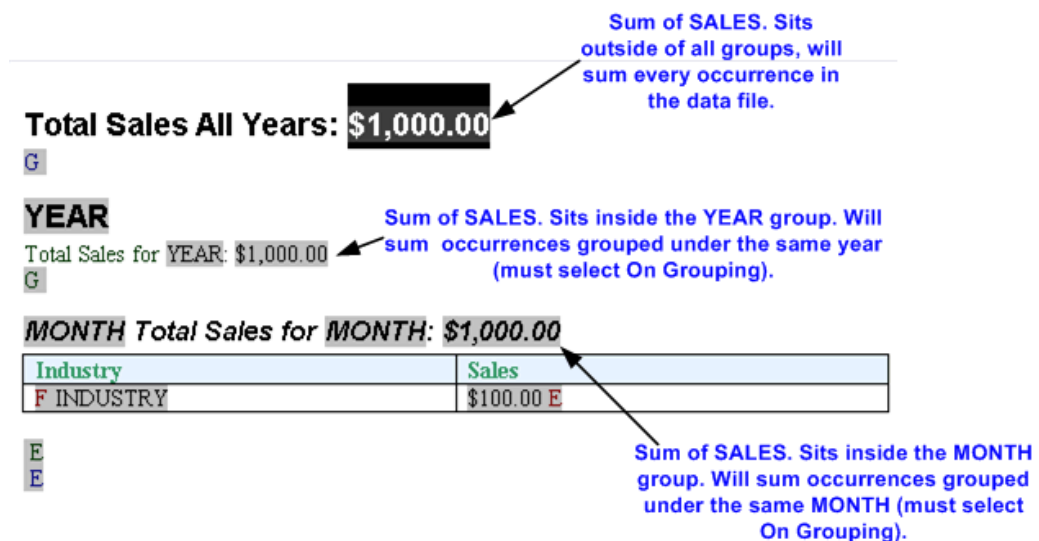 Sum of SALES. Sits
outside of all groups, will
sum every occurrence in
the data file.
Total Sales All Years: $1,000.00
G
YEAR
Sum of SALES. Sits inside the YEAR group. Will
sum occurrences grouped under the same year
(must select On Grouping).
Total Sales for YEAR: $1,000.00
G
MONTH Total Sales for MONTH: $1,000.00
Industry Sales
F INDUSTRY $100.00 E
E
E
Sum of SALES. Sits inside the MONTH
group. Will sum occurrences grouped
under the same MONTH (must select
On Grouping).